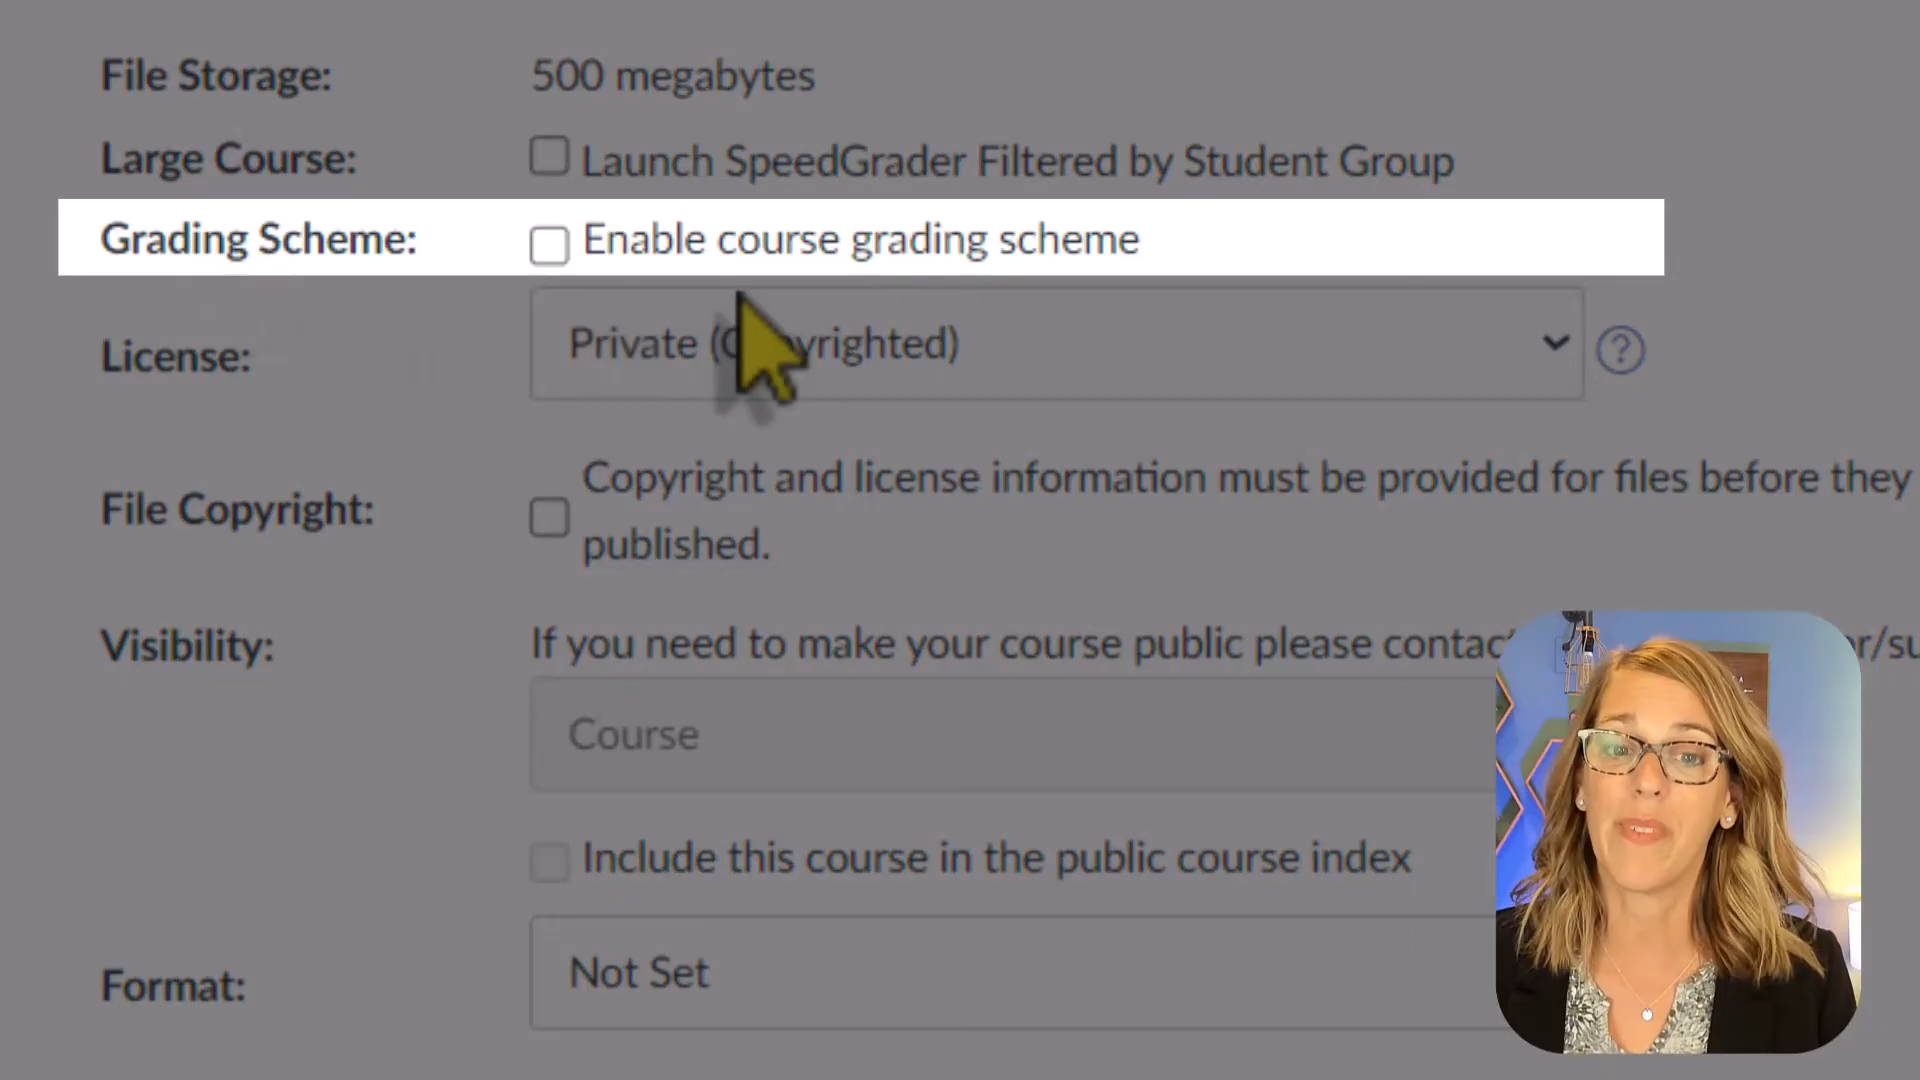 File Storage: 500 megabytes
Large Course: Launch SpeedGrader Filtered by Student Group
Grading Scheme: Enable course grading scheme
License: Private (Copyrighted)
File Copyright: Copyright and license information must be provided for files before they
published.
Visibility: If you need to make your course public please
Course
Include this course in the public course index
Format: Not Set